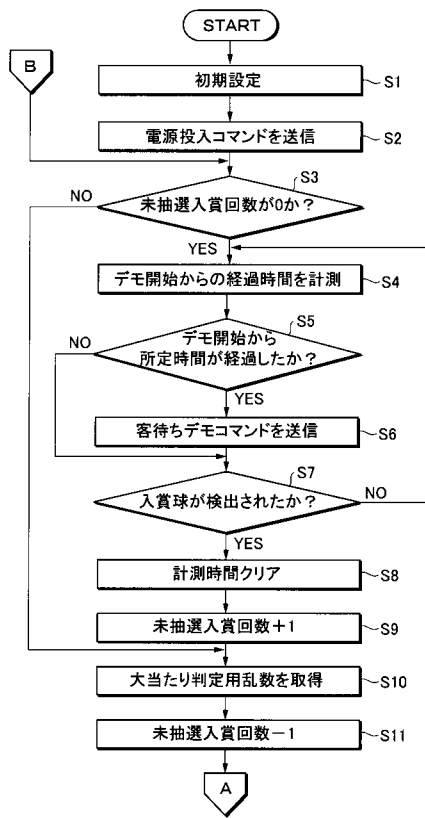 START
B
初期設定
S1
電源投入コマンドを送信
S2
S3
NO
未抽選入賞回数が0か？
YES
デモ開始からの経過時間を計測
S4
S5
NO
デモ開始から
所定時間が経過したか？
YES
客待ちデモコマンドを送信
S6
S7
入賞球が検出されたか？
NO
YES
計測時間クリア
S8
未抽選入賞回数＋1
S9
大当たり判定用乱数を取得
S10
未抽選入賞回数－1
S11
A